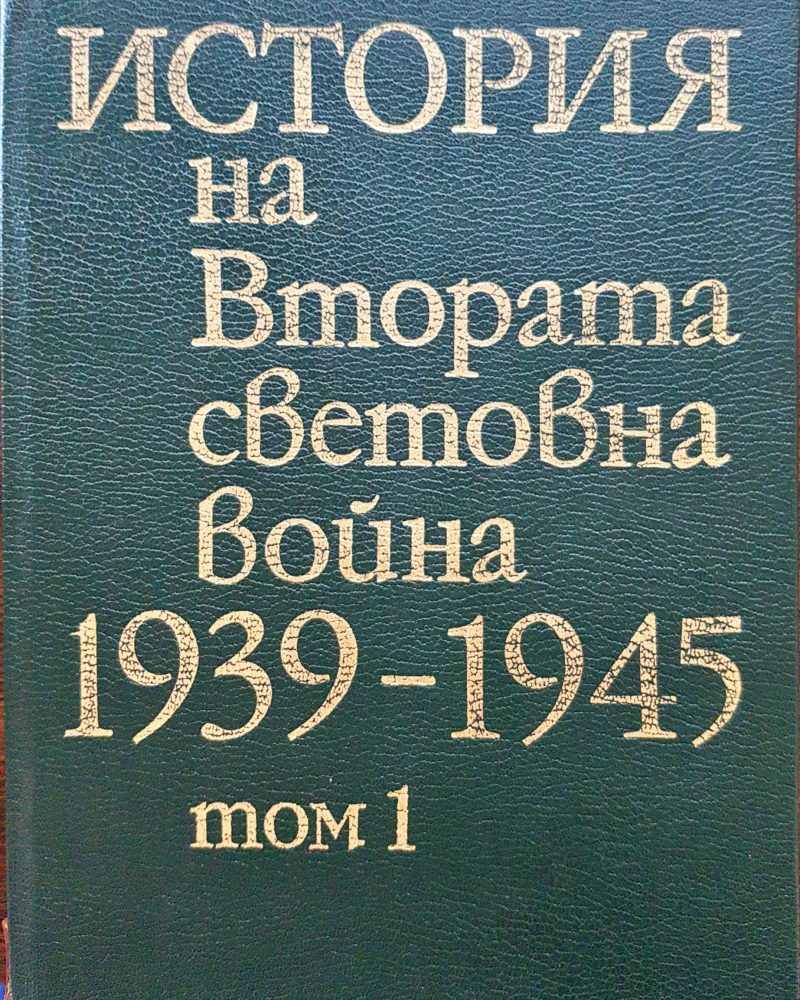 ИСТОРИЯ
на
Втората
световна
война
1939–1945
том 1